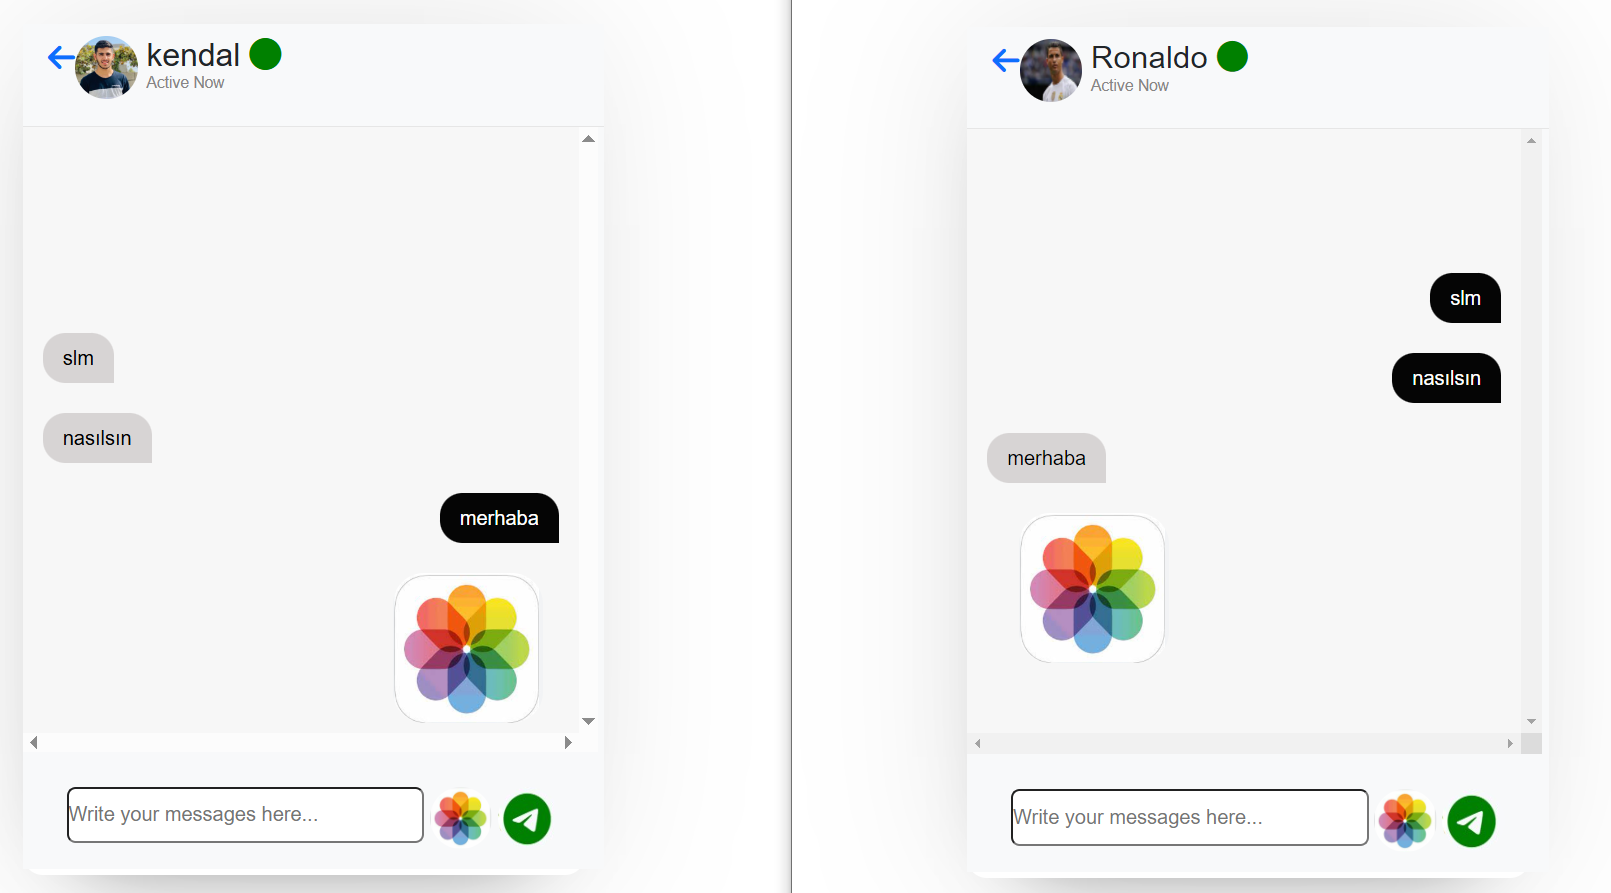 kendal
Active Now
slm
nasılsın
merhaba
Write your messages here...
Ronaldo
Active Now
slm
nasılsın
merhaba
Write your messages here...